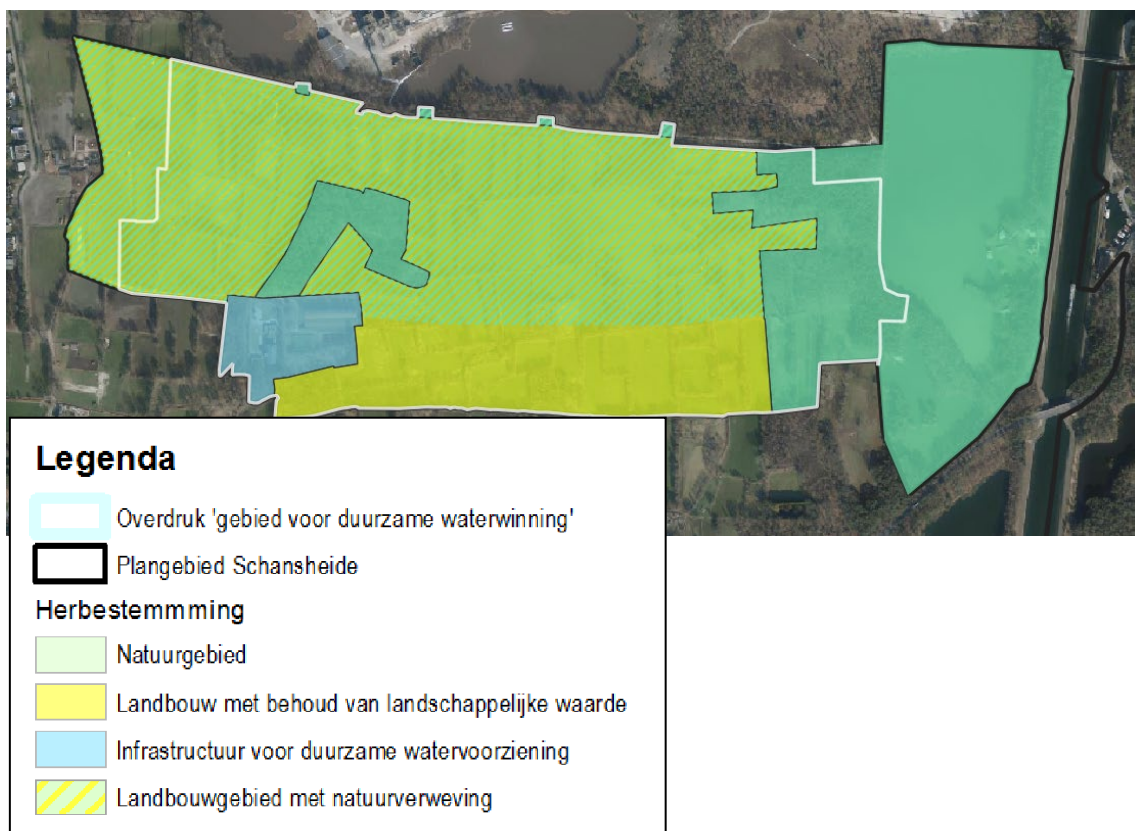 Legenda
Overdruk 'gebied voor duurzame waterwinning'
Plangebied Schansheide
Herbestemmming
Natuurgebied
Landbouw met behoud van landschappelijke waarde
Infrastructuur voor duurzame watervoorziening
Landbouwgebied met natuurverweving